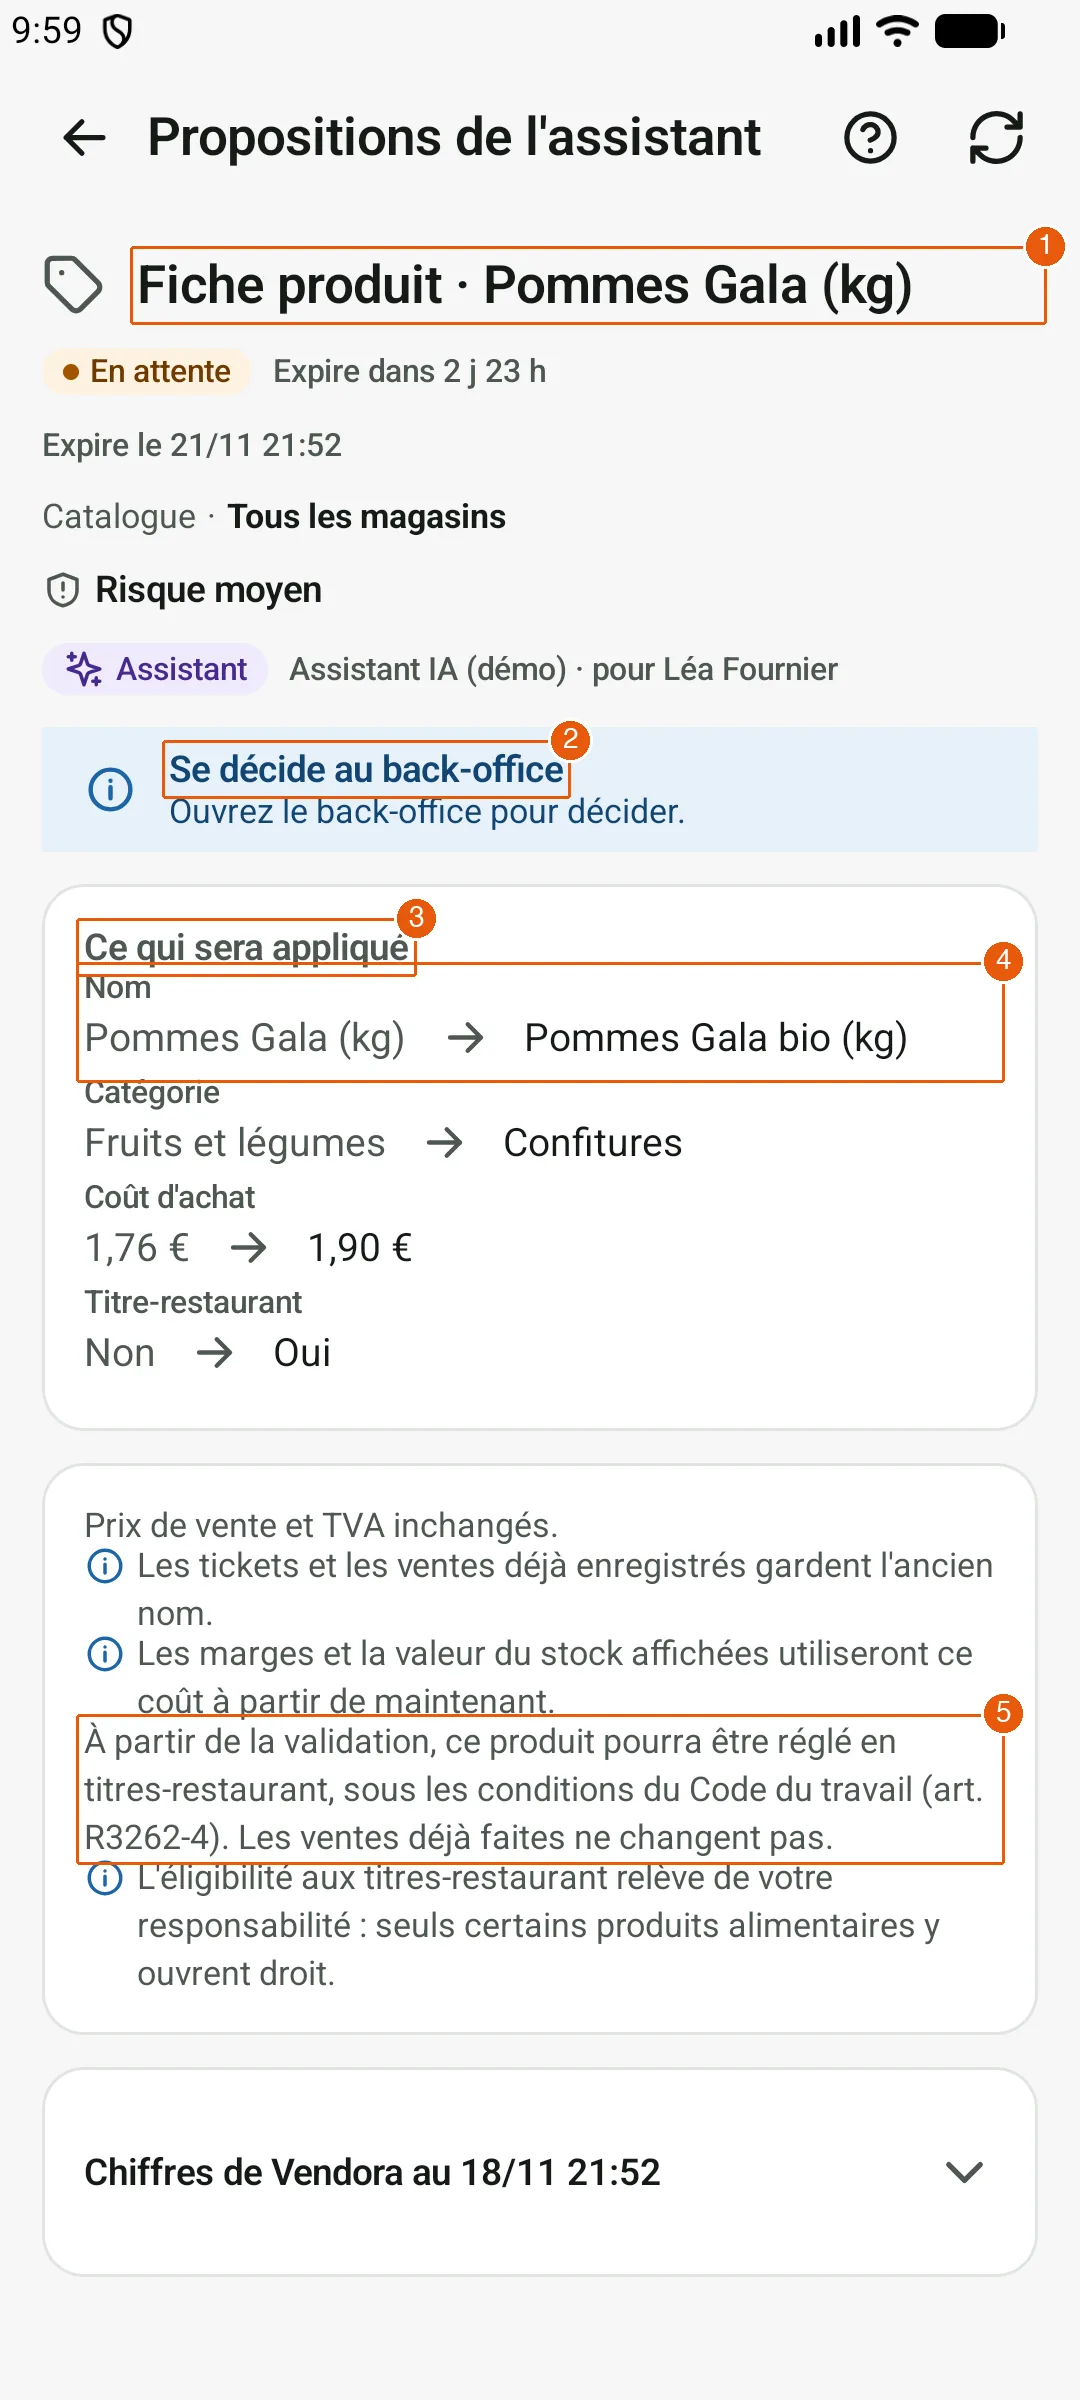 9:59
Propositions de l'assistant
1
Fiche produit · Pommes Gala (kg)
En attente Expire dans 2 j 23 h
Expire le 21/11 21:52
Catalogue · Tous les magasins
Risque moyen
Assistant Assistant IA (démo) · pour Léa Fournier
2
Se décide au back-office
Ouvrez le back-office pour décider.
3
Ce qui sera appliqué
4
Nom
Pommes Gala (kg) → Pommes Gala bio (kg)
Catégorie
Fruits et légumes → Confitures
Coût d'achat
1,76 € → 1,90 €
Titre-restaurant
Non → Oui
Prix de vente et TVA inchangés.
Les tickets et les ventes déjà enregistrés gardent l'ancien
nom.
Les marges et la valeur du stock affichées utiliseront ce
coût à partir de maintenant.
5
À partir de la validation, ce produit pourra être réglé en
titres-restaurant, sous les conditions du Code du travail (art.
R3262-4). Les ventes déjà faites ne changent pas.
L'éligibilité aux titres-restaurant relève de votre
responsabilité : seuls certains produits alimentaires y
ouvrent droit.
Chiffres de Vendora au 18/11 21:52